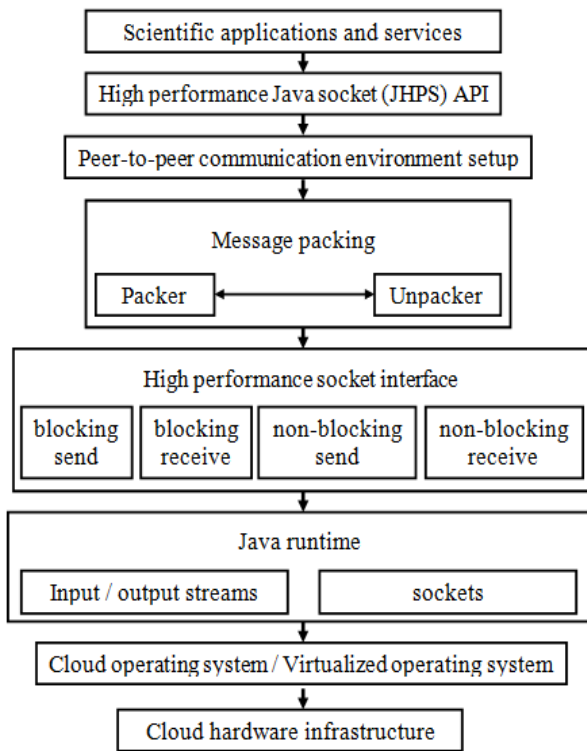 Scientific applications and services
High performance Java socket (JHPS) API
Peer-to-peer communication environment setup
Message packing
Packer
Unpacker
High performance socket interface
blocking
send
blocking
receive
non-blocking
send
non-blocking
receive
Java runtime
Input / output streams
sockets
Cloud operating system / Virtualized operating system
Cloud hardware infrastructure